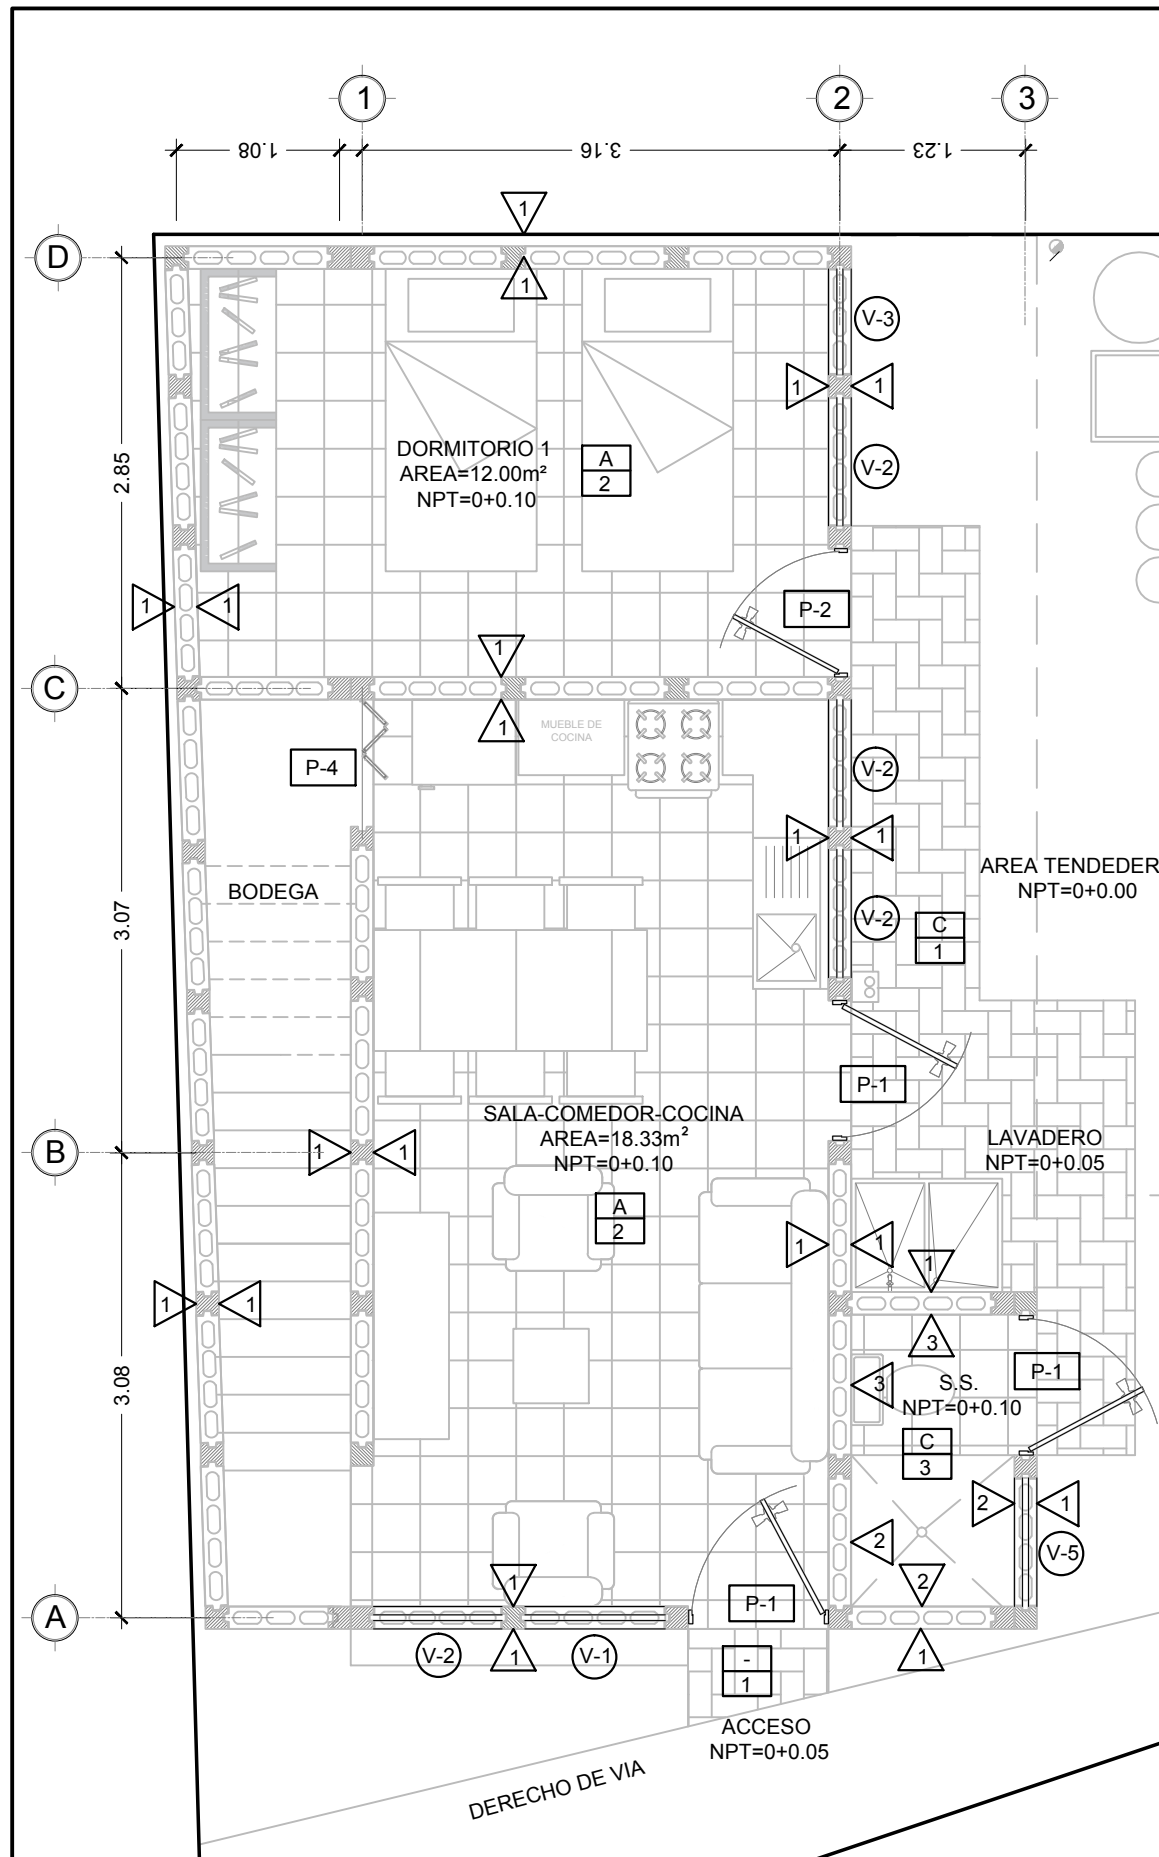 1
2
3
1.08
3.16
1.23
1
D
1
V-3
1
1
DORMITORIO 1
AREA=12.00m²
NPT=0+0.10
A
2
V-2
2.85
1
1
P-2
1
C
1
MUEBLE DE
COCINA
P-4
V-2
1
1
AREA TENDEDER
NPT=0+0.00
BODEGA
3.07
V-2
C
1
P-1
SALA-COMEDOR-COCINA
AREA=18.33m²
NPT=0+0.10
LAVADERO
NPT=0+0.05
B
1
1
A
2
1
1
1
1
1
3
3.08
3
S.S.
NPT=0+0.10
P-1
C
3
2
1
2
V-5
1
2
P-1
A
V-2
1
V-1
-
1
1
ACCESO
NPT=0+0.05
DERECHO DE VIA